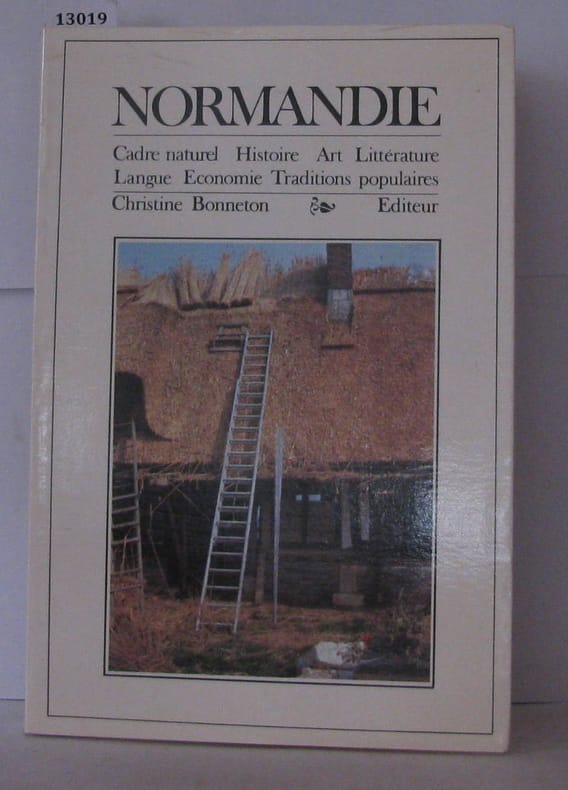 13019
NORMANDIE
Cadre naturel Histoire Art Littérature
Langue Economie Traditions populaires
Christine Bonneton Editeur